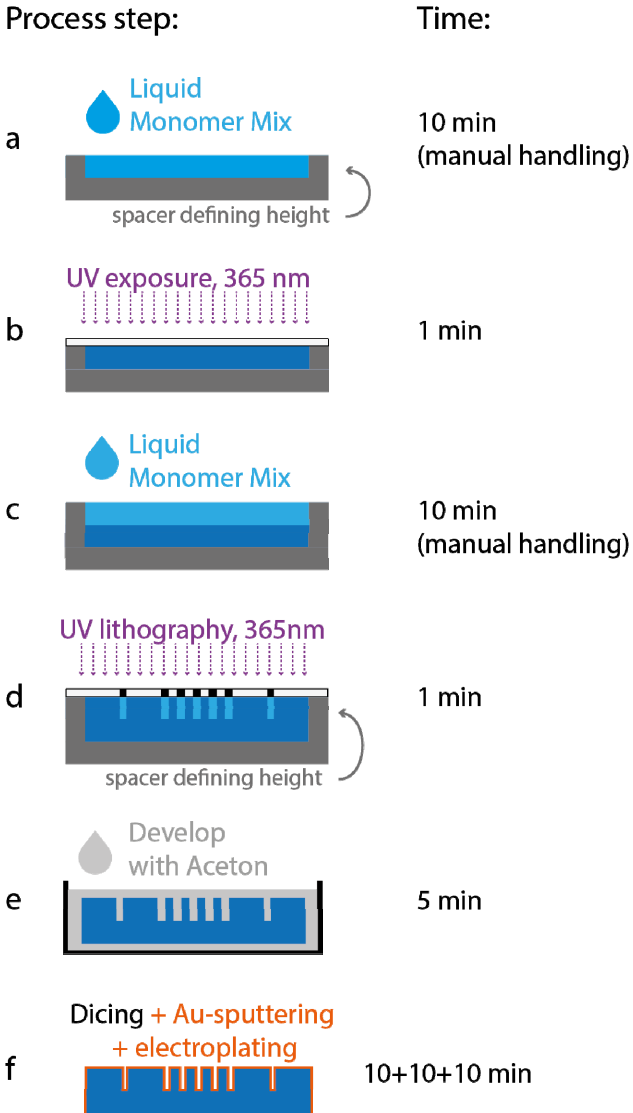 Process step: Time:
Liquid
Monomer Mix
a
10 min
(manual handling)
spacer defining height
UV exposure, 365 nm
b
1 min
Liquid
Monomer Mix
c
10 min
(manual handling)
UV lithography, 365nm
d
1 min
spacer defining height
Develop
with Aceton
e
5 min
Dicing + Au-sputtering
+ electroplating
f
10+10+10 min